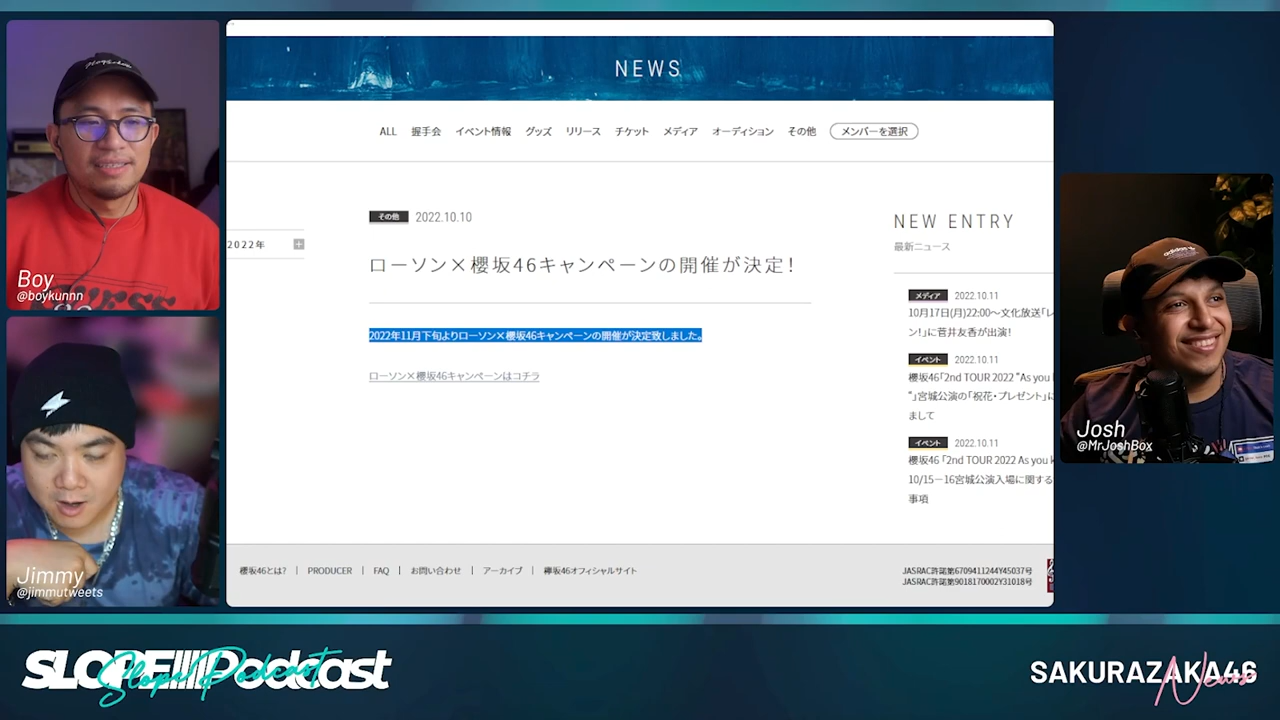 NEWS
ALL 握手会 イベント情報 グッズ リリース チケット メディア オーディション その他 メンバーを選択
2022年
その他 2022.10.10
ローソン×櫻坂46キャンペーンの開催が決定！
2022年11月下旬よりローソン×櫻坂46キャンペーンの開催が決定致しました。
ローソン×櫻坂46キャンペーンはコチラ
NEW ENTRY
最新ニュース
メディア 2022.10.11
10月17日(月)22:00～文化放送「レ
ン!」に菅井友香が出演!
イベント 2022.10.11
櫻坂46「2nd TOUR 2022 “As you k
“」宮城公演の「祝花・プレゼント」に
まして
イベント 2022.10.11
櫻坂46 「2nd TOUR 2022 As you k
10/15－16宮城公演入場に関する
事項
櫻坂46とは? | PRODUCER | FAQ | お問い合わせ | アーカイブ | 欅坂46オフィシャルサイト
JASRAC許諾第6709411244Y45037号
JASRAC許諾第9018170002Y31018号
Boy
@boykunnn
Jimmy
@jimmutweets
Josh
@MrJoshBox
SLOPE Podcast
Slope Podcast
SAKURAZAKA46
News